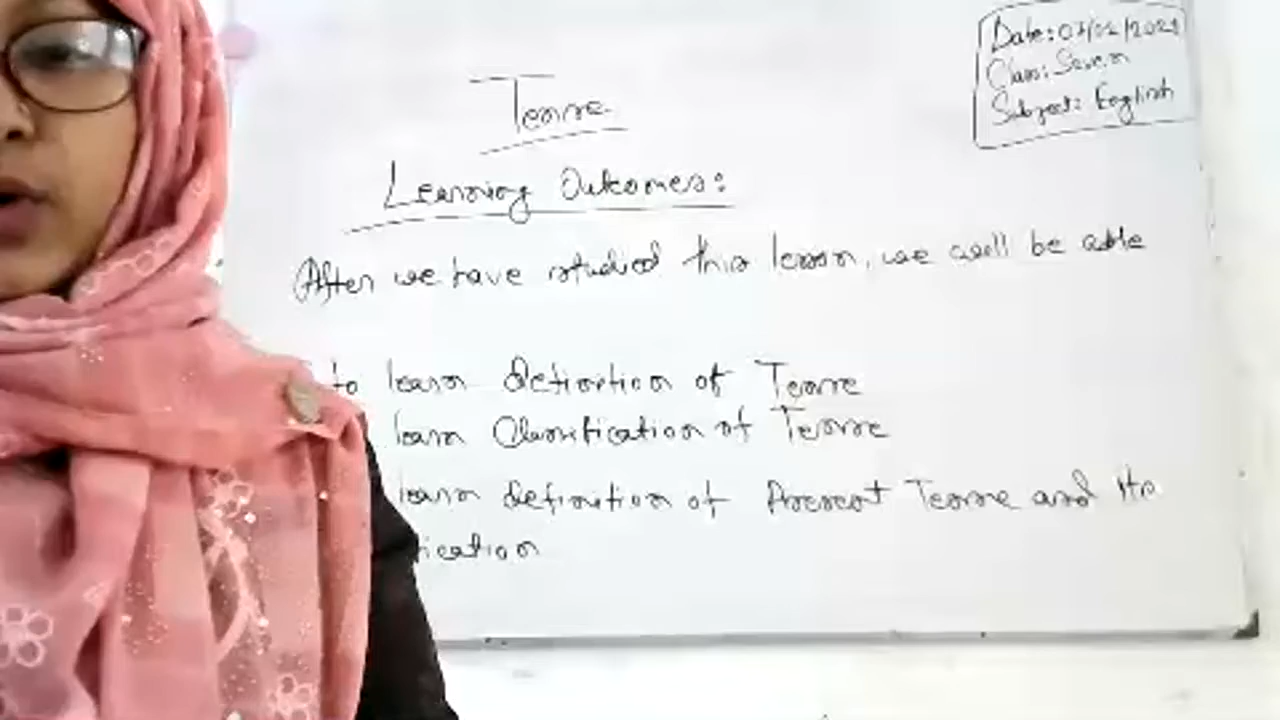 Date: 07/02/2021
Class: Seven
Subject: English
Tense
Learning Outcomes:
After we have studied this lesson, we will be able
to learn definition of Tense
learn Classification of Tense
learn definition of Present Tense and its
ication